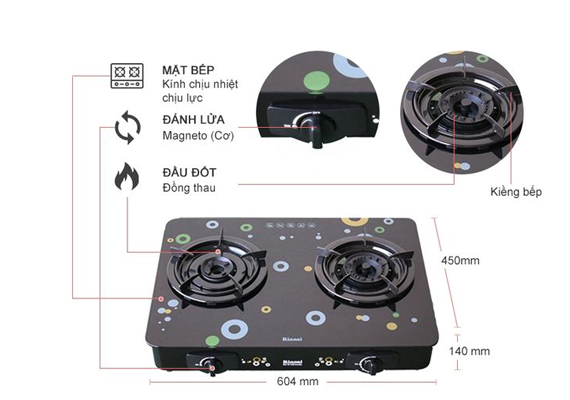 MẶT BẾP
Kính chịu nhiệt
chịu lực
ĐÁNH LỬA
Magneto (Cơ)
ĐẦU ĐỐT
Đồng thau
Kiềng bếp
450mm
Rinnai
140 mm
Rinnai
604 mm